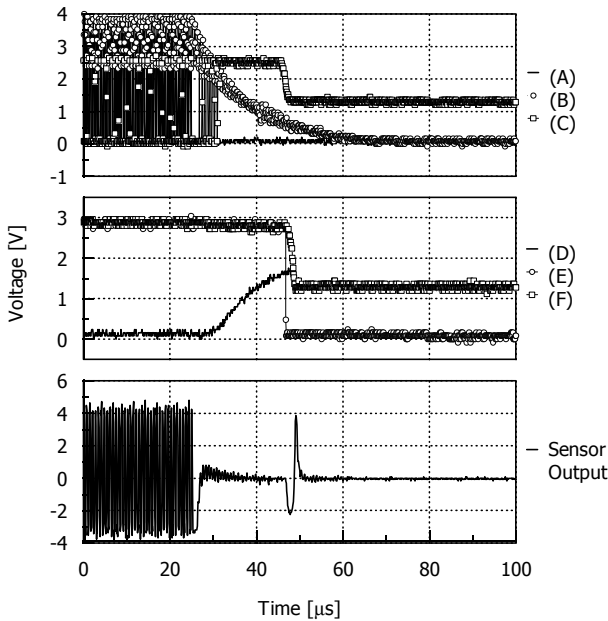 4
3
2
1
0
-1
(A)
(B)
(C)
Voltage [V]
3
2
1
0
(D)
(E)
(F)
6
4
2
0
-2
-4
Sensor
Output
0 20 40 60 80 100
Time [μs]